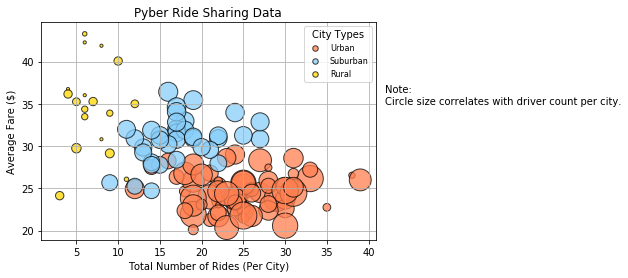 Pyber Ride Sharing Data
City Types
Urban
Suburban
Rural
Note:
Circle size correlates with driver count per city.
Average Fare ($)
40
35
30
25
20
5 10 15 20 25 30 35 40
Total Number of Rides (Per City)